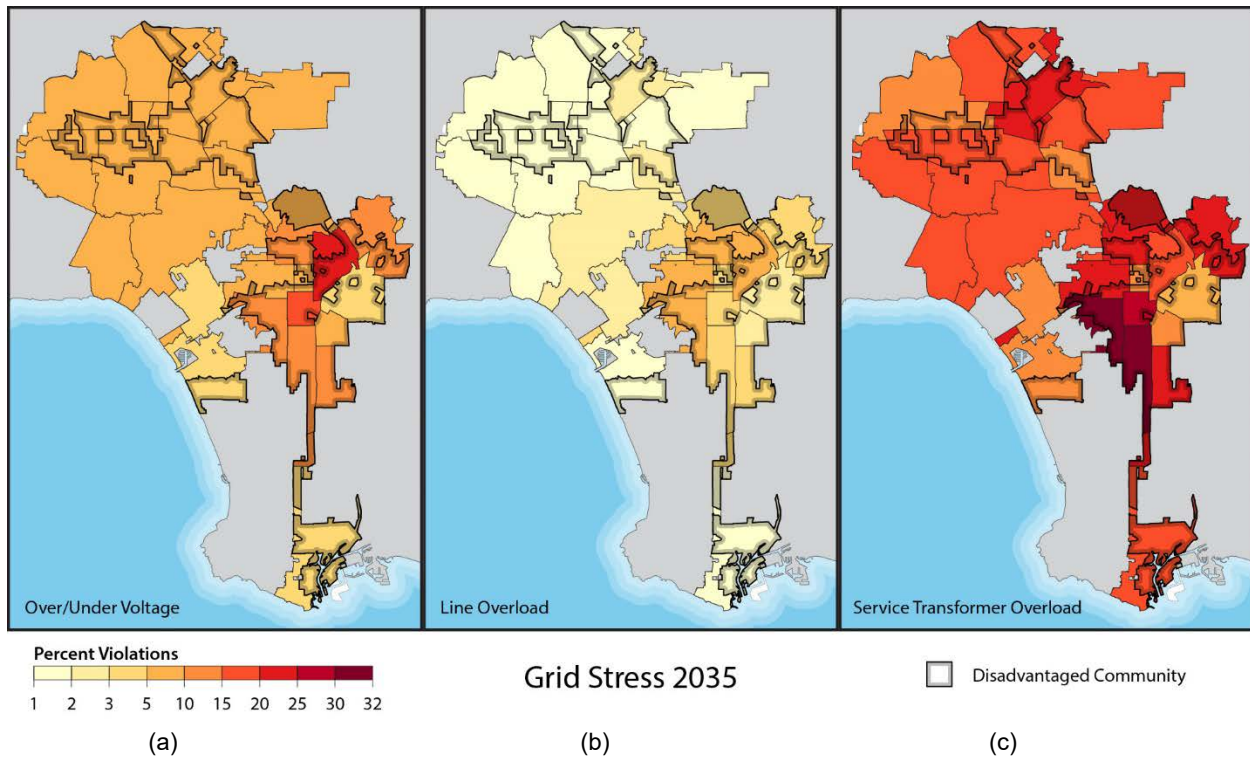 Over/Under Voltage
Line Overload
Service Transformer Overload
Percent Violations
1 2 3 5 10 15 20 25 30 32
Grid Stress 2035
Disadvantaged Community
(a) (b) (c)